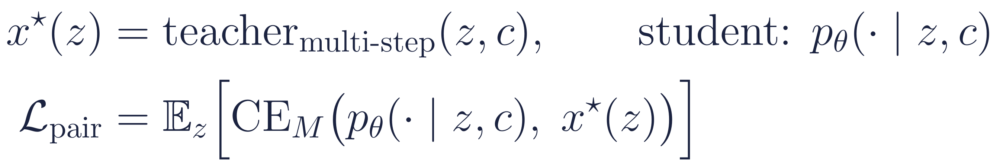 x⋆(z) = teacher_multi-step(z, c), student: p_θ(· | z, c)
ℒ_pair = 𝔼_z[CE_M(p_θ(· | z, c), x⋆(z))]